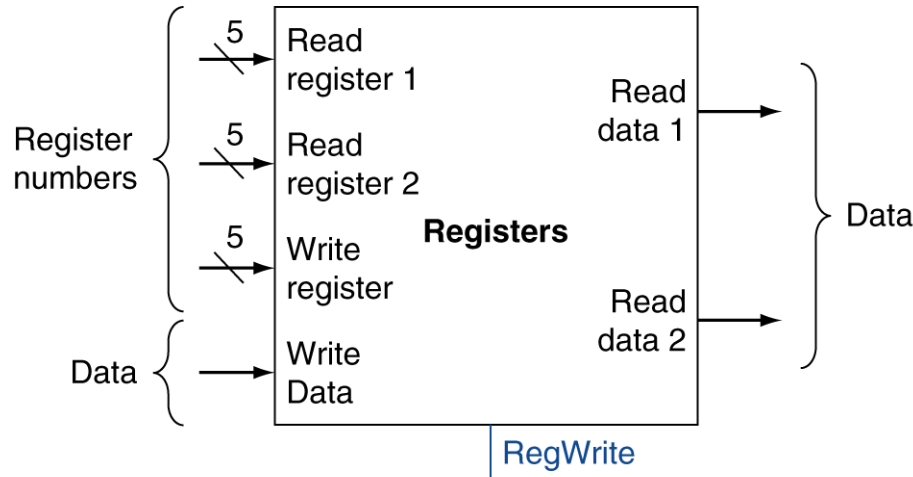 Register
numbers
Data
5
Read
register 1
5
Read
register 2
5
Write
register
Write
Data
Registers
Read
data 1
Read
data 2
Data
RegWrite